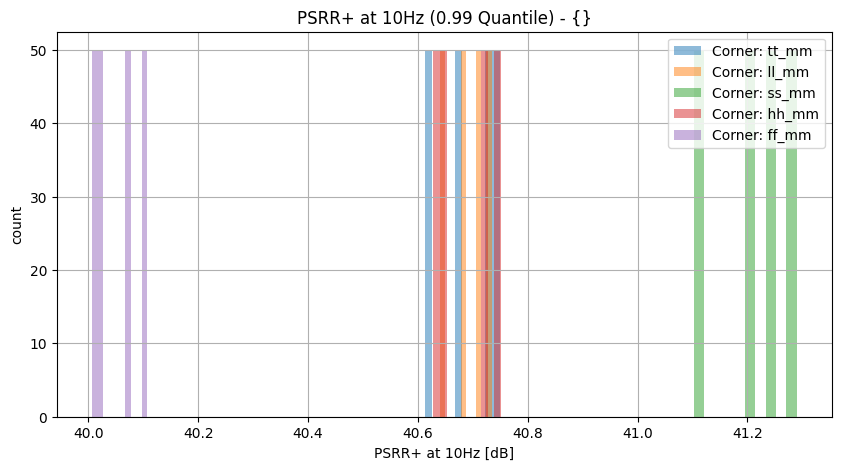 PSRR+ at 10Hz (0.99 Quantile) - {}
50
40
30
20
10
0
count
Corner: tt_mm
Corner: ll_mm
Corner: ss_mm
Corner: hh_mm
Corner: ff_mm
40.0 40.2 40.4 40.6 40.8 41.0 41.2
PSRR+ at 10Hz [dB]